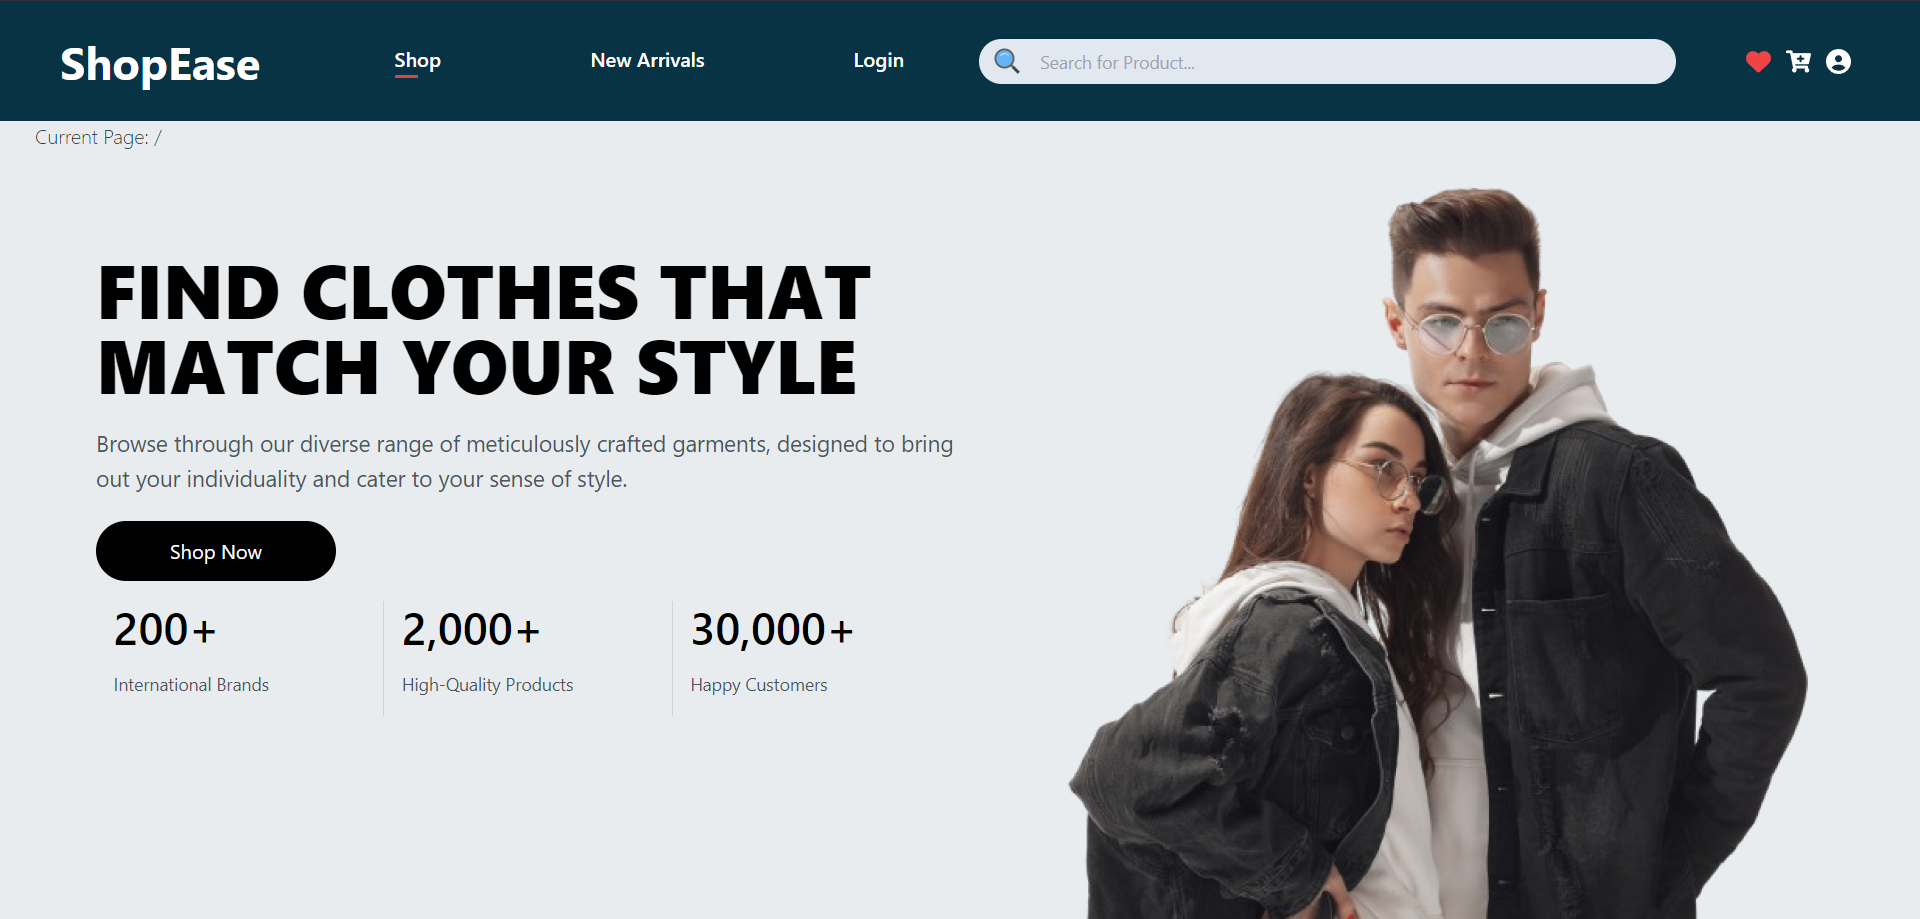 ShopEase
Shop
New Arrivals
Login
Search for Product...
Current Page: /
FIND CLOTHES THAT
MATCH YOUR STYLE
Browse through our diverse range of meticulously crafted garments, designed to bring
out your individuality and cater to your sense of style.
Shop Now
200+
2,000+
30,000+
International Brands
High-Quality Products
Happy Customers